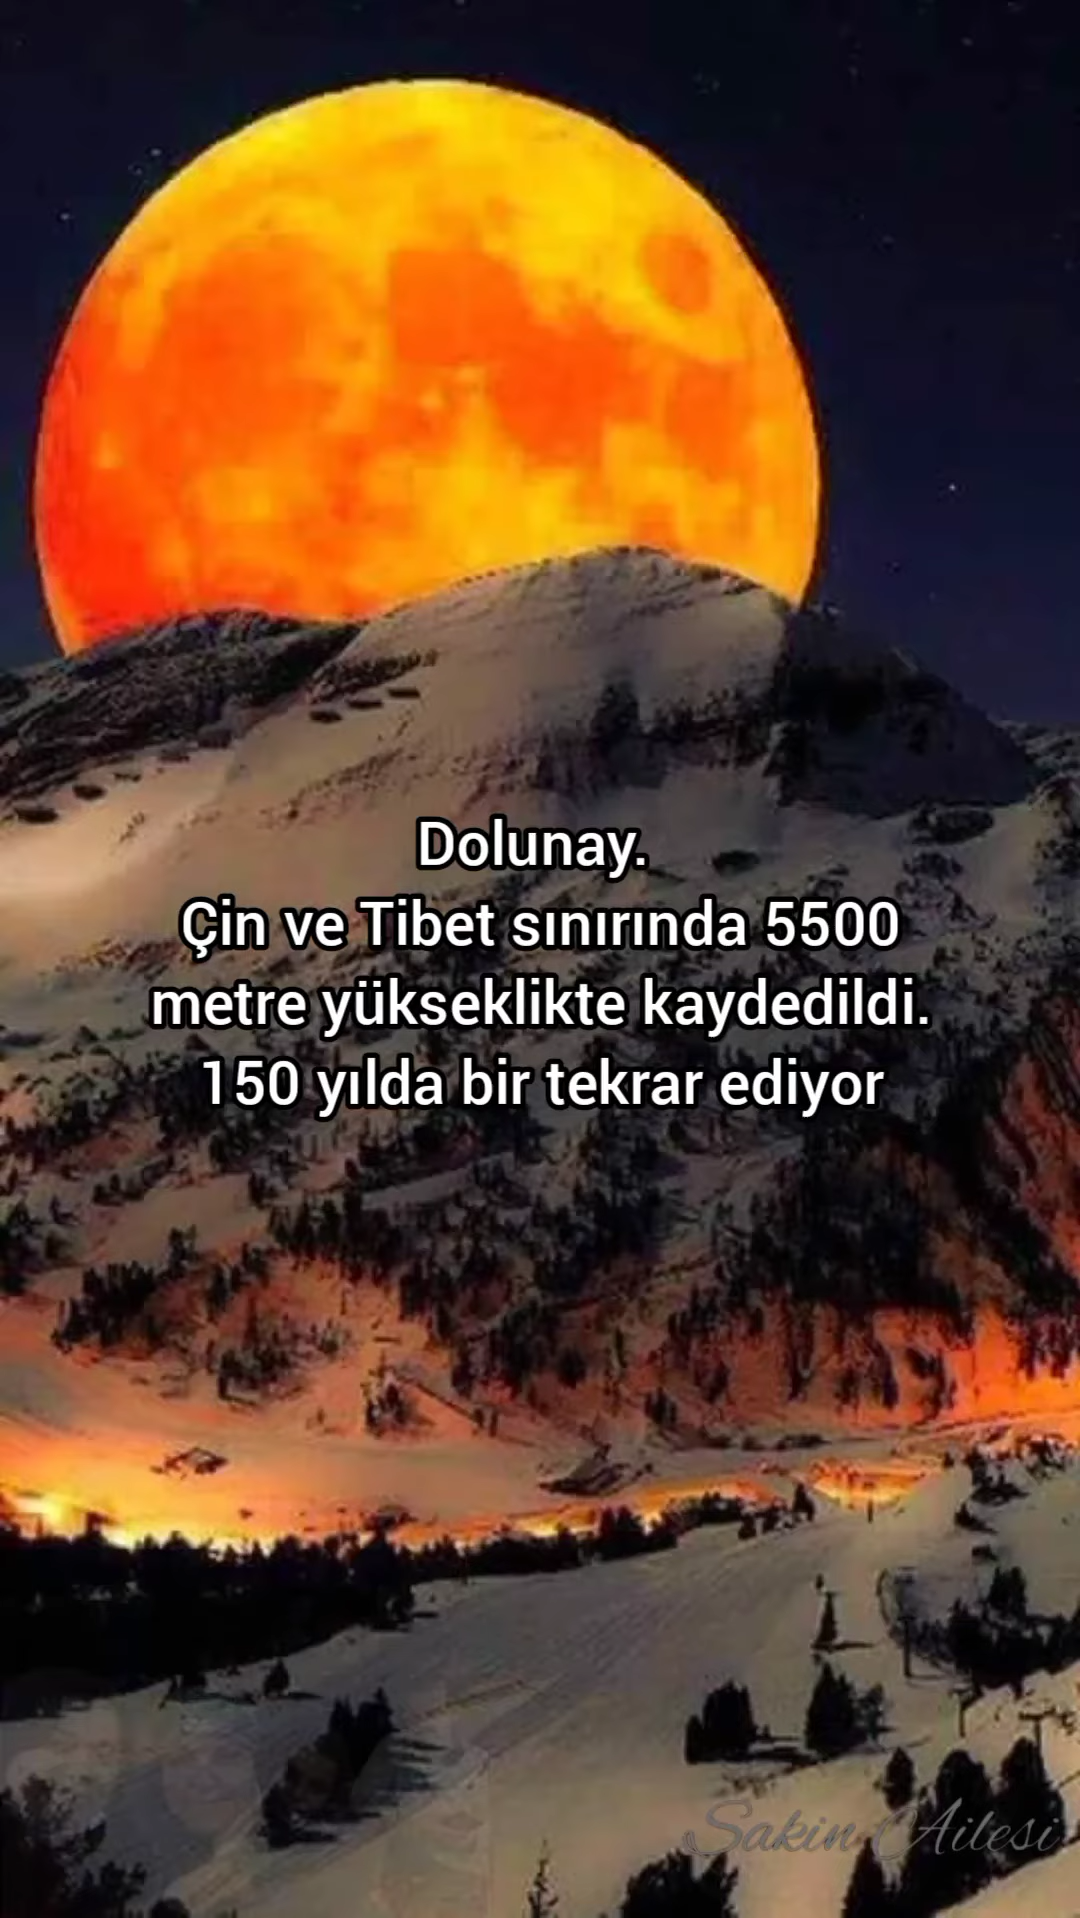 Dolunay.
Çin ve Tibet sınırında 5500
metre yükseklikte kaydedildi.
150 yılda bir tekrar ediyor
Sakin Ailesi